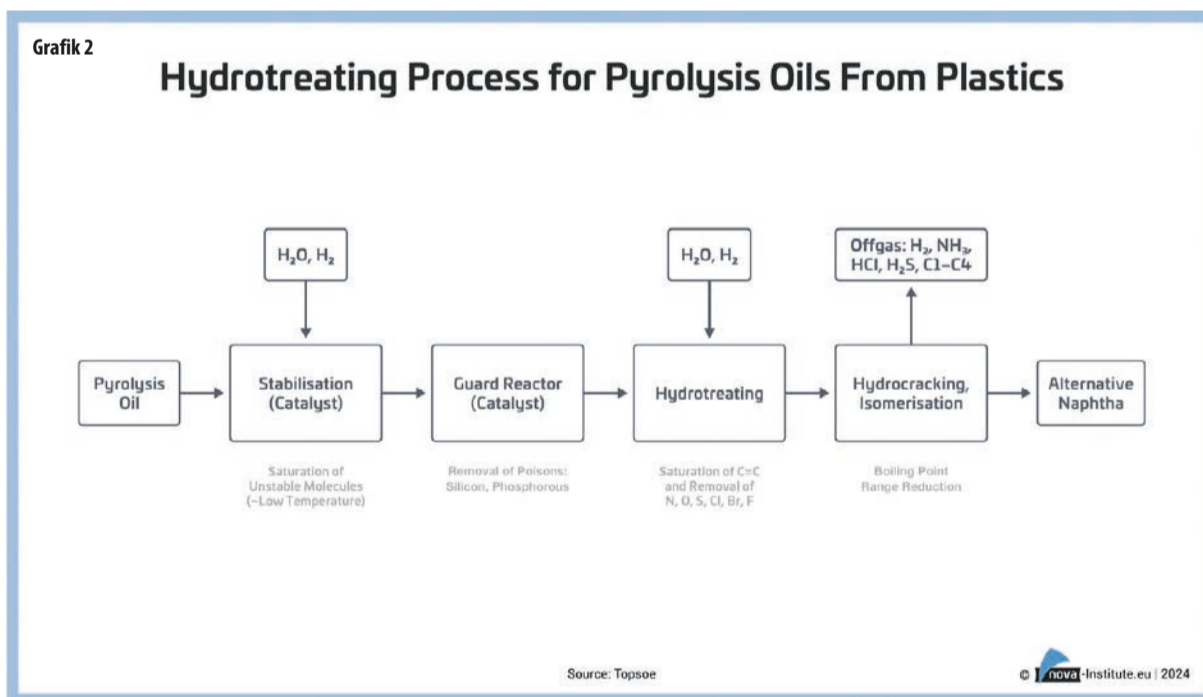 Grafik 2
Hydrotreating Process for Pyrolysis Oils From Plastics
H₂O, H₂
H₂O, H₂
Offgas: H₂, NH₃,
HCl, H₂S, C1–C4
Pyrolysis
Oil
Stabilisation
(Catalyst)
Guard Reactor
(Catalyst)
Hydrotreating
Hydrocracking,
Isomerisation
Alternative
Naphtha
Saturation of
Unstable Molecules
(~Low Temperature)
Removal of Poisons:
Silicon, Phosphorous
Saturation of C=C
and Removal of
N, O, S, Cl, Br, F
Boiling Point
Range Reduction
Source: Topsoe
© nova-Institute.eu | 2024